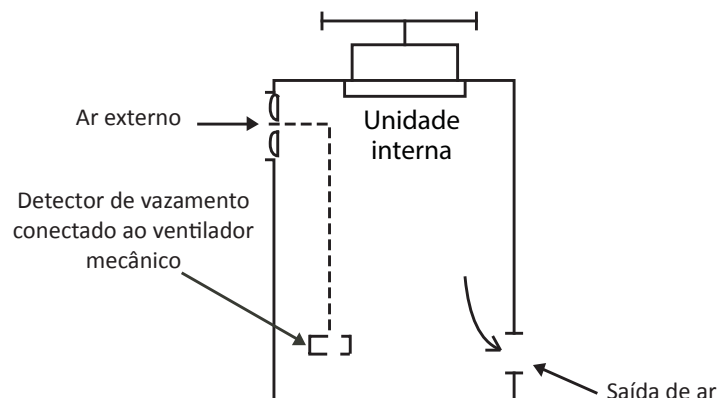 Ar externo
Unidade
interna
Detector de vazamento
conectado ao ventilador
mecânico
Saída de ar